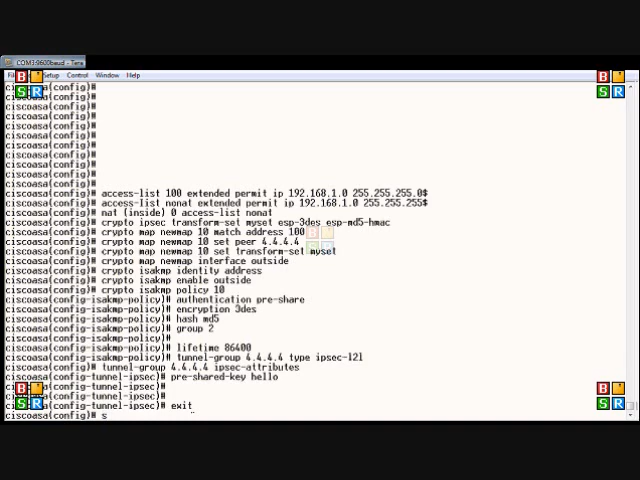 COM3:9600baud - Tera
Setup Control Window Help
ciscoasa(config)#
ciscoasa(config)#
ciscoasa(config)#
ciscoasa(config)#
ciscoasa(config)#
ciscoasa(config)#
ciscoasa(config)#
ciscoasa(config)#
ciscoasa(config)#
ciscoasa(config)#
ciscoasa(config)#
ciscoasa(config)# access-list 100 extended permit ip 192.168.1.0 255.255.255.0$
ciscoasa(config)# access-list nonat extended permit ip 192.168.1.0 255.255.255$
ciscoasa(config)# nat (inside) 0 access-list nonat
ciscoasa(config)# crypto ipsec transform-set myset esp-3des esp-md5-hmac
ciscoasa(config)# crypto map newmap 10 match address 100
ciscoasa(config)# crypto map newmap 10 set peer 4.4.4.4
ciscoasa(config)# crypto map newmap 10 set transform-set myset
ciscoasa(config)# crypto map newmap interface outside
ciscoasa(config)# crypto isakmp identity address
ciscoasa(config)# crypto isakmp enable outside
ciscoasa(config)# crypto isakmp policy 10
ciscoasa(config-isakmp-policy)# authentication pre-share
ciscoasa(config-isakmp-policy)# encryption 3des
ciscoasa(config-isakmp-policy)# hash md5
ciscoasa(config-isakmp-policy)# group 2
ciscoasa(config-isakmp-policy)#
ciscoasa(config-isakmp-policy)# lifetime 86400
ciscoasa(config-isakmp-policy)# tunnel-group 4.4.4.4 type ipsec-l2l
ciscoasa(config)# tunnel-group 4.4.4.4 ipsec-attributes
ciscoasa(config-tunnel-ipsec)# pre-shared-key hello
ciscoasa(config-tunnel-ipsec)#
ciscoasa(config-tunnel-ipsec)#
ciscoasa(config-tunnel-ipsec)# exit
ciscoasa(config)# s
B
S R
B
S R
B
S R
B
S R